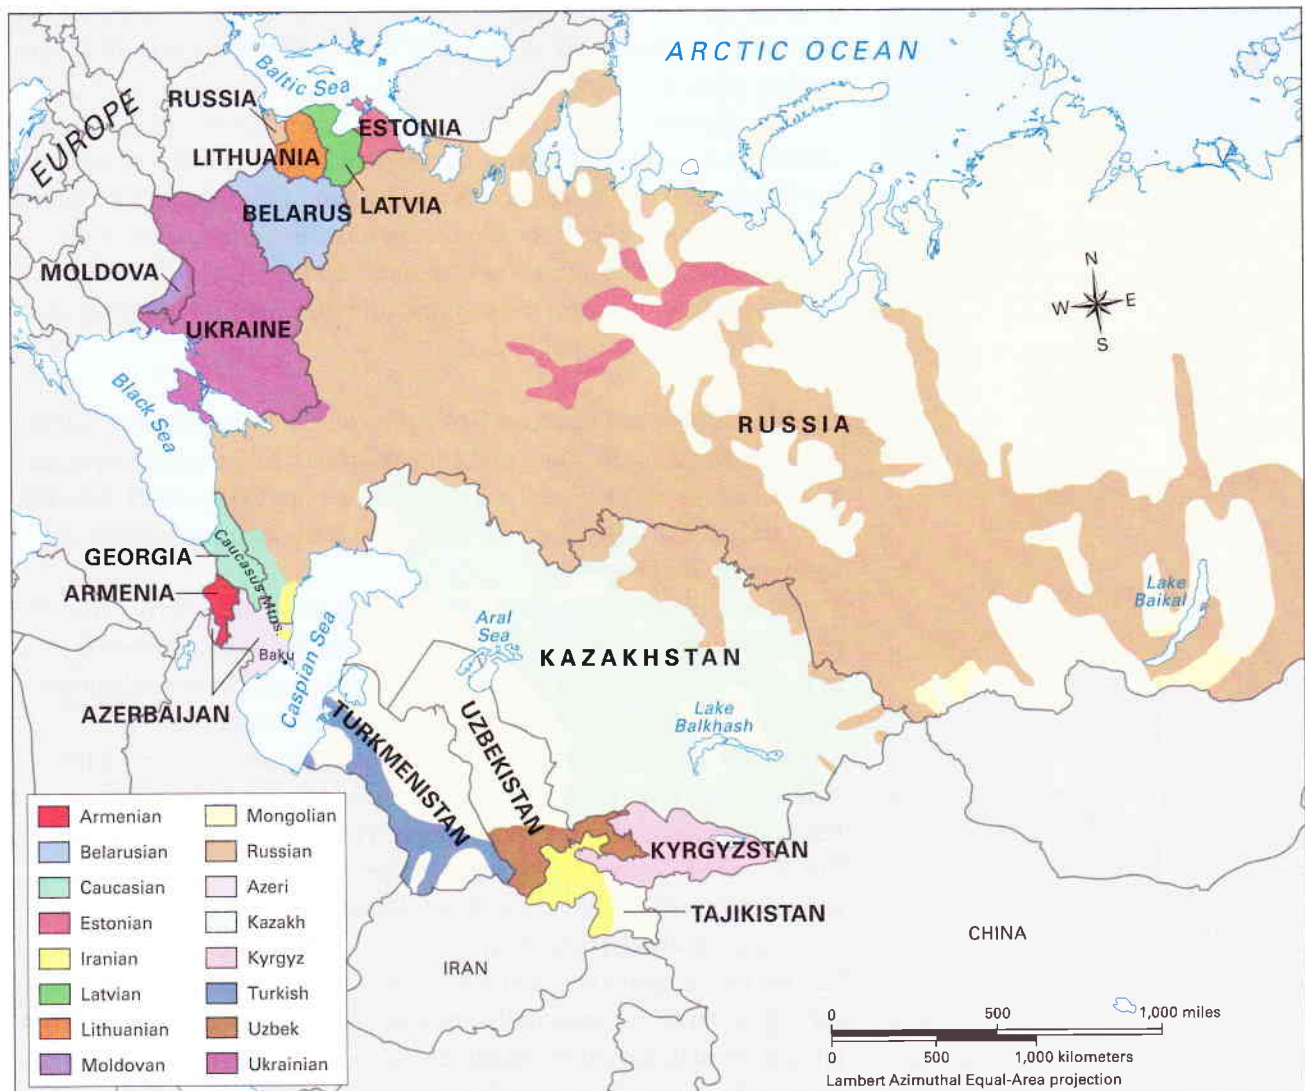 ARCTIC OCEAN
Baltic Sea
RUSSIA
EUROPE
ESTONIA
LITHUANIA
LATVIA
BELARUS
MOLDOVA
UKRAINE
N
W
E
S
Black Sea
RUSSIA
GEORGIA
Caucasus Mtns.
ARMENIA
Lake
Baikal
Aral
Sea
Baku
Caspian Sea
KAZAKHSTAN
AZERBAIJAN
Lake
Balkhash
TURKMENISTAN
UZBEKISTAN
KYRGYZSTAN
TAJIKISTAN
CHINA
IRAN
Armenian
Belarusian
Caucasian
Estonian
Iranian
Latvian
Lithuanian
Moldovan
Mongolian
Russian
Azeri
Kazakh
Kyrgyz
Turkish
Uzbek
Ukrainian
0 500 1,000 miles
0 500 1,000 kilometers
Lambert Azimuthal Equal-Area projection